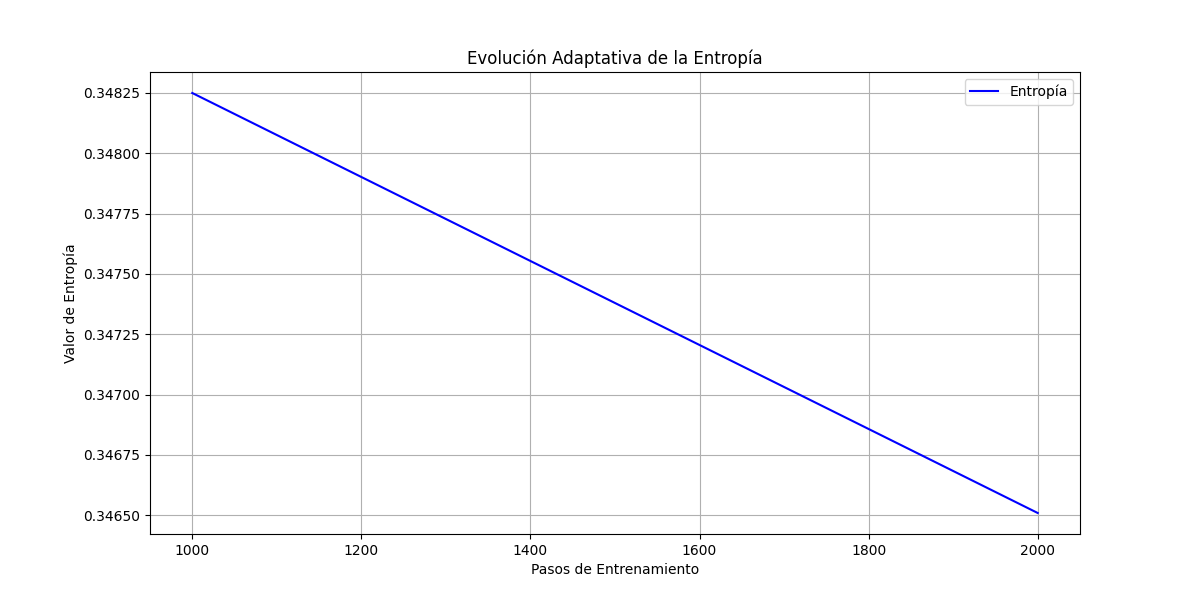 Evolución Adaptativa de la Entropía
Entropía
Valor de Entropía
0.34825
0.34800
0.34775
0.34750
0.34725
0.34700
0.34675
0.34650
1000 1200 1400 1600 1800 2000
Pasos de Entrenamiento